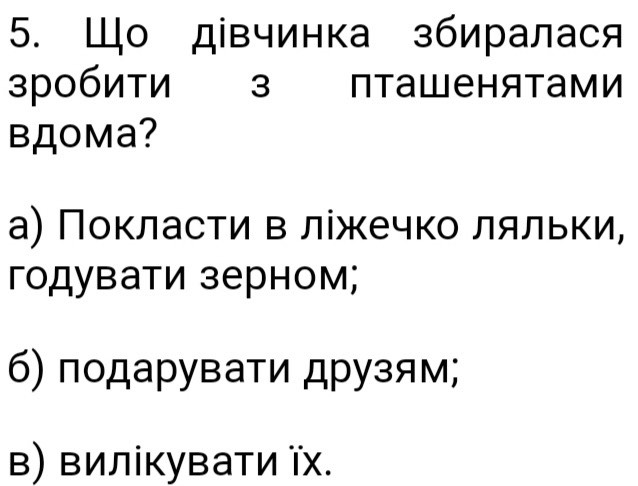 5. Що дівчинка збиралася
зробити з пташенятами
вдома?
а) Покласти в ліжечко ляльки,
годувати зерном;
б) подарувати друзям;
в) вилікувати їх.